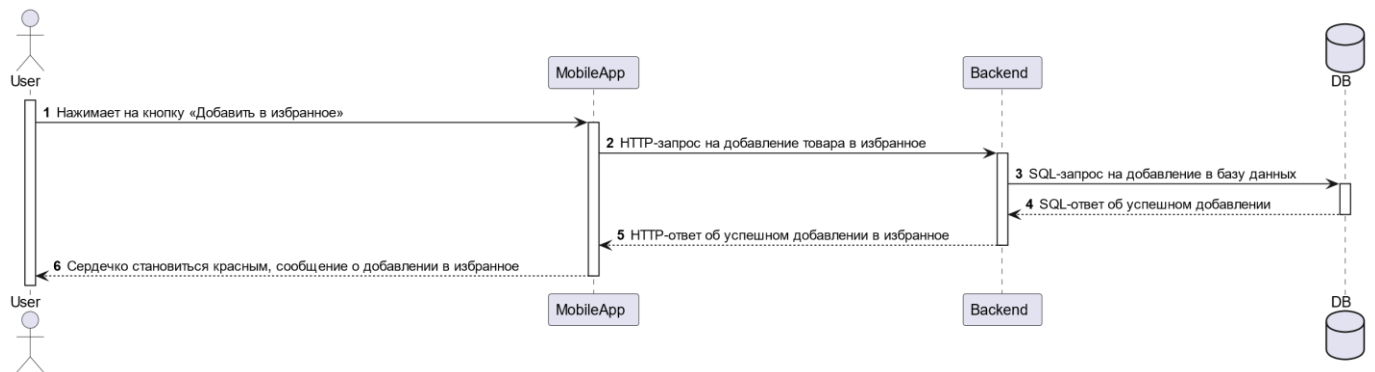 User
MobileApp
Backend
DB
1 Нажимает на кнопку «Добавить в избранное»
2 HTTP-запрос на добавление товара в избранное
3 SQL-запрос на добавление в базу данных
4 SQL-ответ об успешном добавлении
5 HTTP-ответ об успешном добавлении в избранное
6 Сердечко становиться красным, сообщение о добавлении в избранное
User
MobileApp
Backend
DB